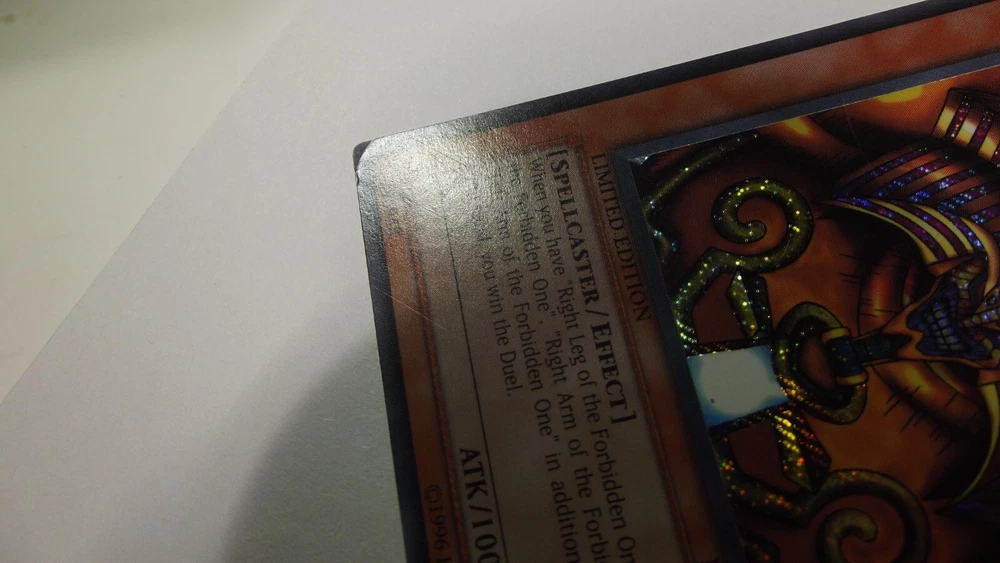 LIMITED EDITION
[SPELLCASTER/EFFECT]
When you have "Right Leg of the Forbidden On
the Forbidden One", "Right Arm of the Forbi
of the Forbidden One" in addition
you win the Duel.
ATK/100
©1996